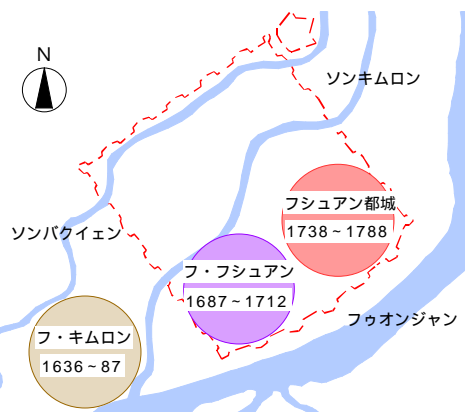 N
ソンキムロン
フシュアン都城
1738～1788
ソンバクイェン
フ・フシュアン
1687～1712
フゥオンジャン
フ・キムロン
1636～87